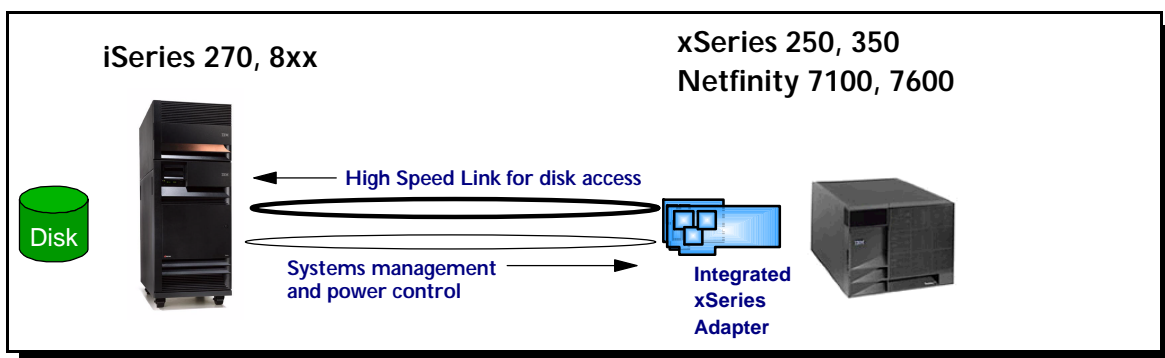 iSeries 270, 8xx
xSeries 250, 350
Netfinity 7100, 7600
High Speed Link for disk access
Disk
Systems management
and power control
Integrated
xSeries
Adapter